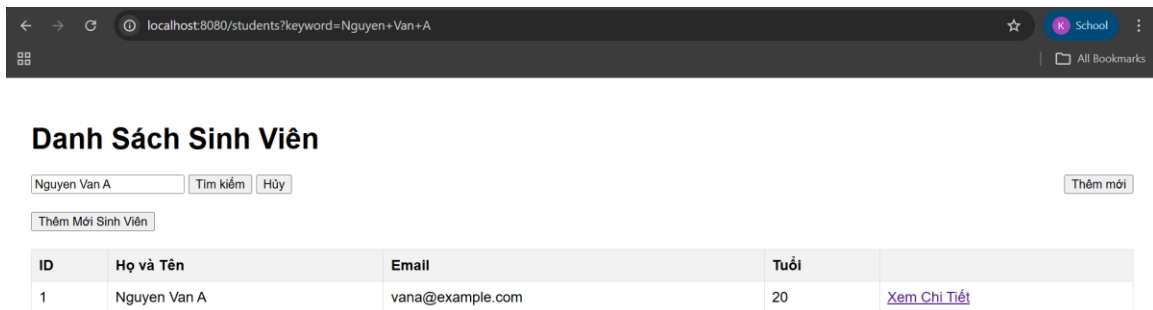 localhost:8080/students?keyword=Nguyen+Van+A K School
All Bookmarks
Danh Sách Sinh Viên
Nguyen Van A Tìm kiếm Hủy Thêm mới
Thêm Mới Sinh Viên
ID Họ và Tên Email Tuổi
1 Nguyen Van A vana@example.com 20 Xem Chi Tiết